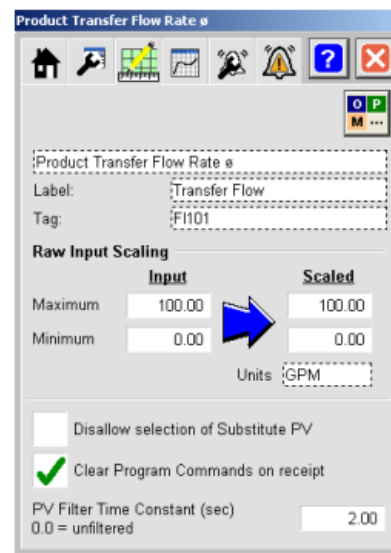 Product Transfer Flow Rate ø
?
O P
M ...
Product Transfer Flow Rate ø
Label: Transfer Flow
Tag: FI101
Raw Input Scaling
Input Scaled
Maximum 100.00 100.00
Minimum 0.00 0.00
Units GPM
Disallow selection of Substitute PV
Clear Program Commands on receipt
PV Filter Time Constant (sec)
0.0 = unfiltered 2.00